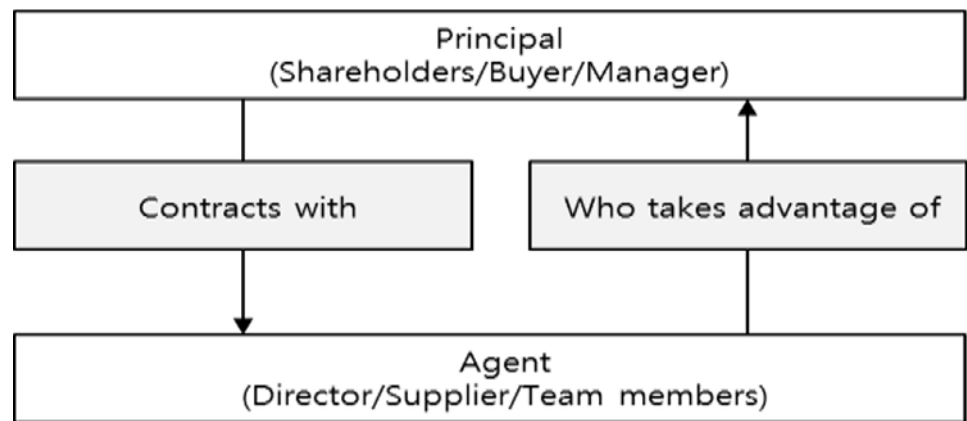 Principal
(Shareholders/Buyer/Manager)
Contracts with
Who takes advantage of
Agent
(Director/Supplier/Team members)